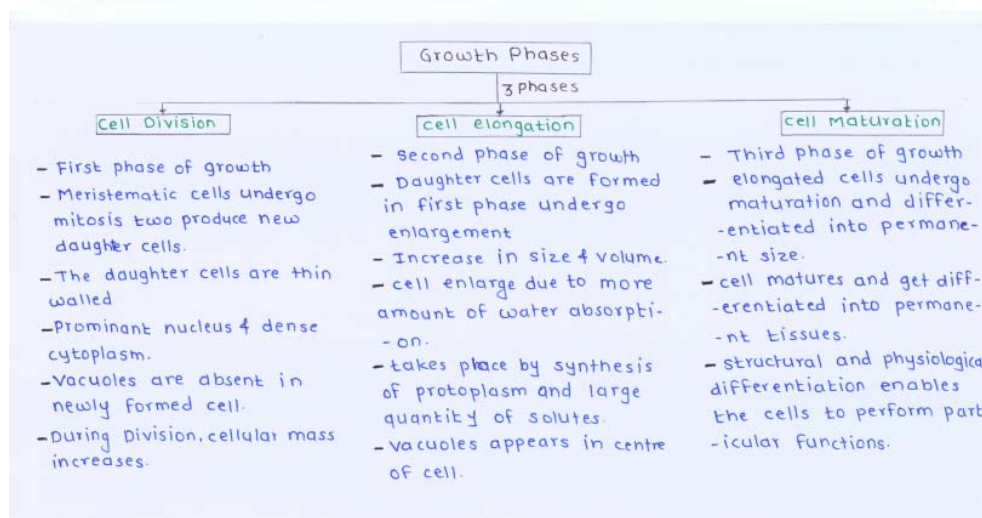 Growth Phases
3 phases
Cell Division
- First phase of growth
- Meristematic cells undergo
mitosis two produce new
daughter cells.
- The daughter cells are thin
walled
- Prominant nucleus & dense
cytoplasm.
- Vacuoles are absent in
newly formed cell.
- During Division, cellular mass
increases.
cell elongation
- second phase of growth
- Daughter cells are formed
in first phase undergo
enlargement
- Increase in size & volume.
- cell enlarge due to more
amount of water absorpti-
-on.
- takes place by synthesis
of protoplasm and large
quantity of solutes.
- vacuoles appears in centre
of cell.
cell maturation
- Third phase of growth
- elongated cells undergo
maturation and differ-
-entiated into permane-
-nt size.
- cell matures and get diff-
-erentiated into permane-
-nt tissues.
- structural and physiologica
differentiation enables
the cells to perform part
-icular functions.